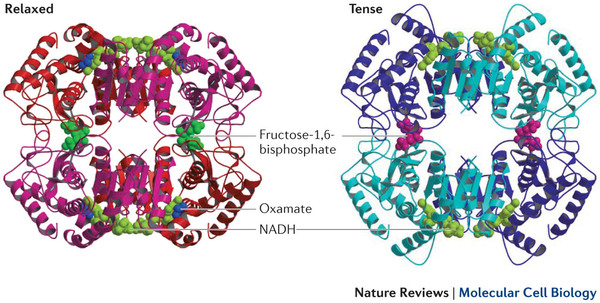 Relaxed
Tense
Fructose-1,6-
bisphosphate
Oxamate
NADH
Nature Reviews | Molecular Cell Biology